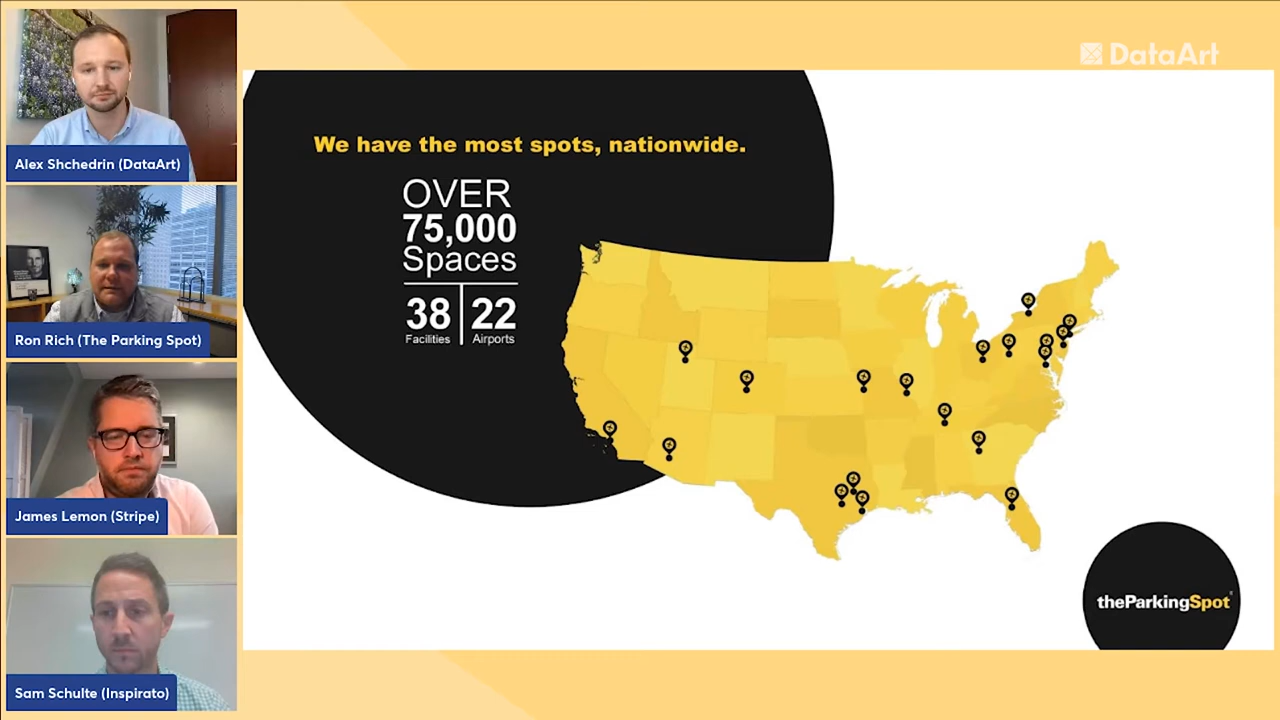 DataArt
Alex Shchedrin (DataArt)
Ron Rich (The Parking Spot)
James Lemon (Stripe)
Sam Schulte (Inspirato)
We have the most spots, nationwide.
OVER
75,000
Spaces
38
Facilities
22
Airports
theParkingSpot